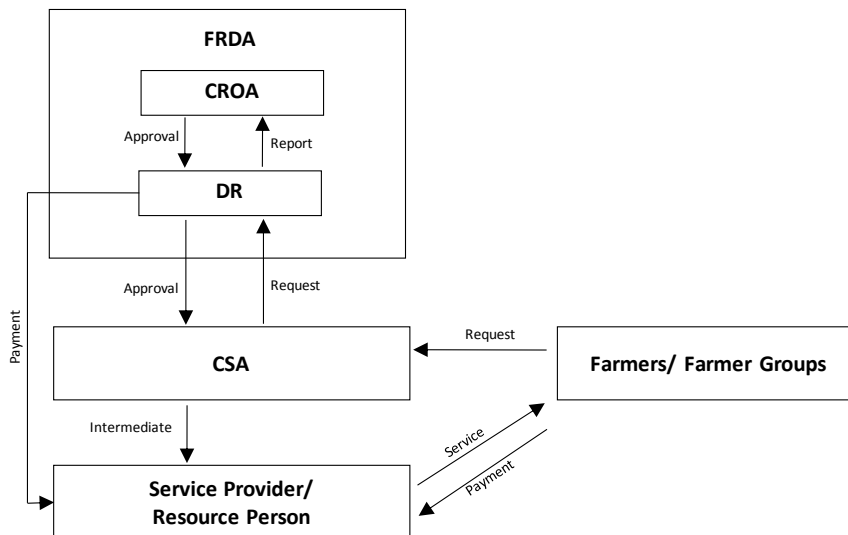 FRDA
CROA
Approval
Report
DR
Approval
Request
Payment
Request
CSA
Farmers/ Farmer Groups
Intermediate
Service
Payment
Service Provider/
Resource Person